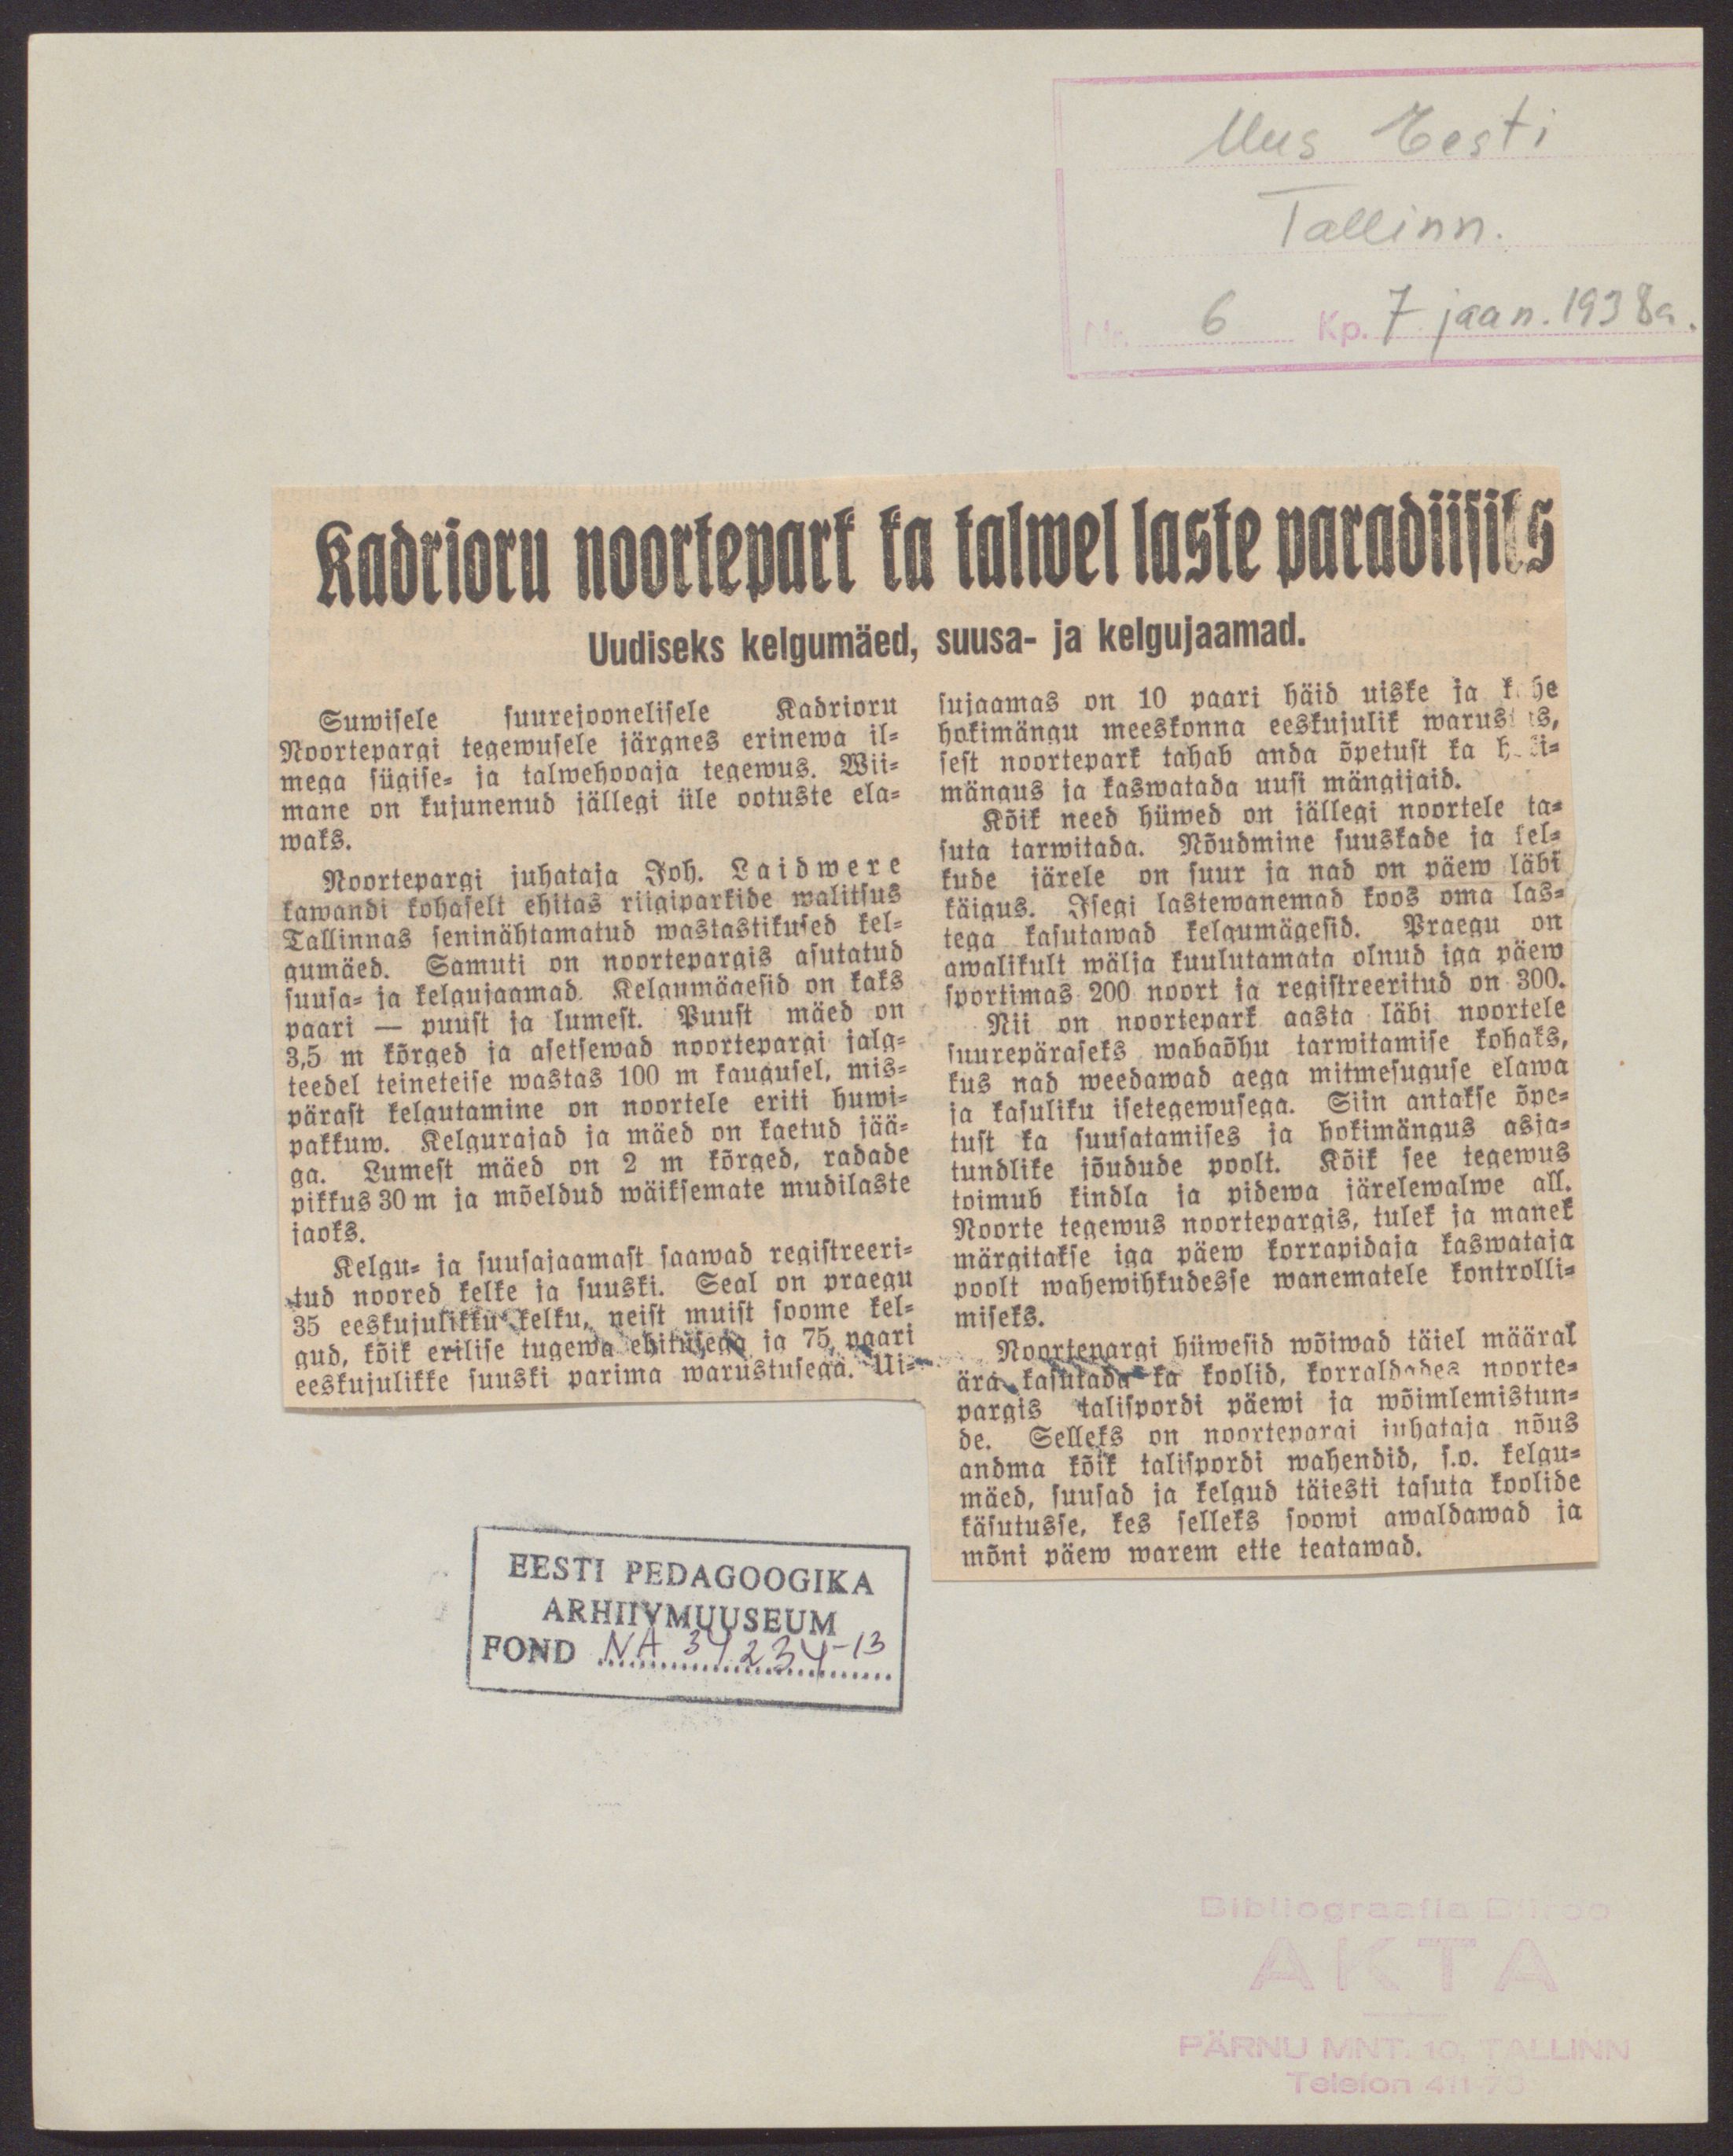 Uus Eesti
Tallinn.
Nr. 6 Kp. 7 jaan. 1938a.
Kadrioru noortepark ka talwel laste paradiisiks
Uudiseks kelgumäed, suusa- ja kelgujaamad.
Suwisele suurejoonelisele Kadrioru
Noortepargi tegewusele järgnes erinewa il-
mega sügise- ja talwehooaja tegewus. Wii-
mane on kujunenud jällegi üle ootuste ela-
waks.
Noortepargi juhataja Joh. Laidwere
kawandi kohaselt ehitas riigiparkide walitsus
Tallinnas seninähtamatud wastastikused kel-
gumäed. Samuti on noortepargis asutatud
suusa- ja kelgujaamad. Kelgumägesid on kaks
paari — puust ja lumest. Puust mäed on
3,5 m kõrged ja asetsewad noortepargi jalg-
teedel teineteise wastas 100 m kaugusel, mis-
pärast kelgutamine on noortele eriti huwi-
pakkuw. Kelgurajad ja mäed on kaetud jää-
ga. Lumest mäed on 2 m kõrged, radade
pikkus 30 m ja mõeldud wäiksemate mudilaste
jaoks.
Kelgu- ja suusajaamast saawad registreeri-
tud noored kelke ja suuski. Seal on praegu
35 eeskujulikku kelku, neist muist soome kel-
gud, kõik erilise tugewa ehitusega ja 75 paari
eeskujulikke suuski parima warustusega. Ui-
sujaamas on 10 paari häid uiske ja kahe
hokimängu meeskonna eeskujulik warustus,
sest noortepark tahab anda õpetust ka hoki-
mängus ja kaswatada uusi mängijaid.
Kõik need hüwed on jällegi noortele ta-
suta tarwitada. Nõudmine suuskade ja kel-
kude järele on suur ja nad on päew läbi
käigus. Isegi lastewanemad koos oma las-
tega kasutawad kelgumägesid. Praegu on
awalikult wälja kuulutamata olnud iga päew
sportimas 200 noort ja registreeritud on 300.
Nii on noortepark aasta läbi noortele
suurepäraseks wabaõhu tarwitamise kohaks,
kus nad weedawad aega mitmesuguse elawa
ja kasuliku isetegewusega. Siin antakse õpe-
tust ka suusatamises ja hokimängus asja-
tundlike jõudude poolt. Kõik see tegewus
toimub kindla ja pidewa järelewalwe all.
Noorte tegewus noortepargis, tulek ja manek
märgitakse iga päew korrapidaja kaswataja
poolt wahewihkudesse wanematele kontrolli-
miseks.
Noortepargi hüwesid wõiwad täiel määral
ära kasutada ka koolid, korraldades noorte-
pargis talispordi päewi ja wõimlemistun-
de. Selleks on noortepargi juhataja nõus
andma kõik talispordi wahendid, s.o. kelgu-
mäed, suusad ja kelgud täiesti tasuta koolide
käsutusse, kes selleks soowi awaldawad ja
mõni päew warem ette teatawad.
EESTI PEDAGOOGIKA
ARHIIVMUUSEUM
FOND NA 34234-13
Bibliograafia Büroo
AKTA
PÄRNU MNT. 10, TALLINN
Telefon